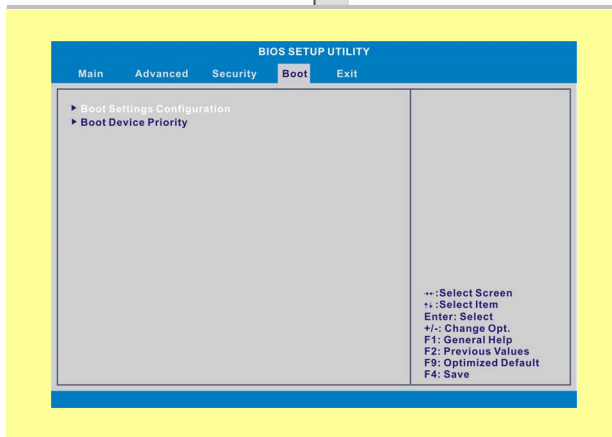 BIOS SETUP UTILITY
Main Advanced Security Boot Exit
Boot Settings Configuration
Boot Device Priority
→←:Select Screen
↑↓:Select Item
Enter: Select
+/-: Change Opt.
F1: General Help
F2: Previous Values
F9: Optimized Default
F4: Save